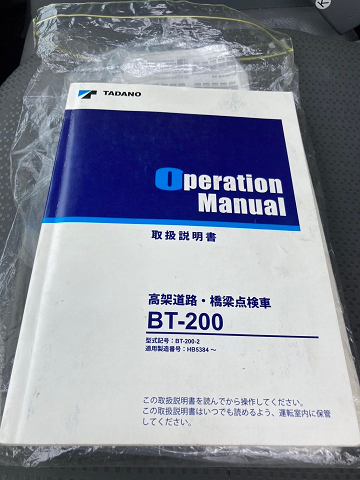 TADANO
Operation
Manual
取扱説明書
高架道路・橋梁点検車
BT-200
型式記号：BT-200-2
適用製造番号：HB5384～
この取扱説明書を読んでから操作してください。
この取扱説明書はいつでも読めるよう、運転室内に保管
してください。